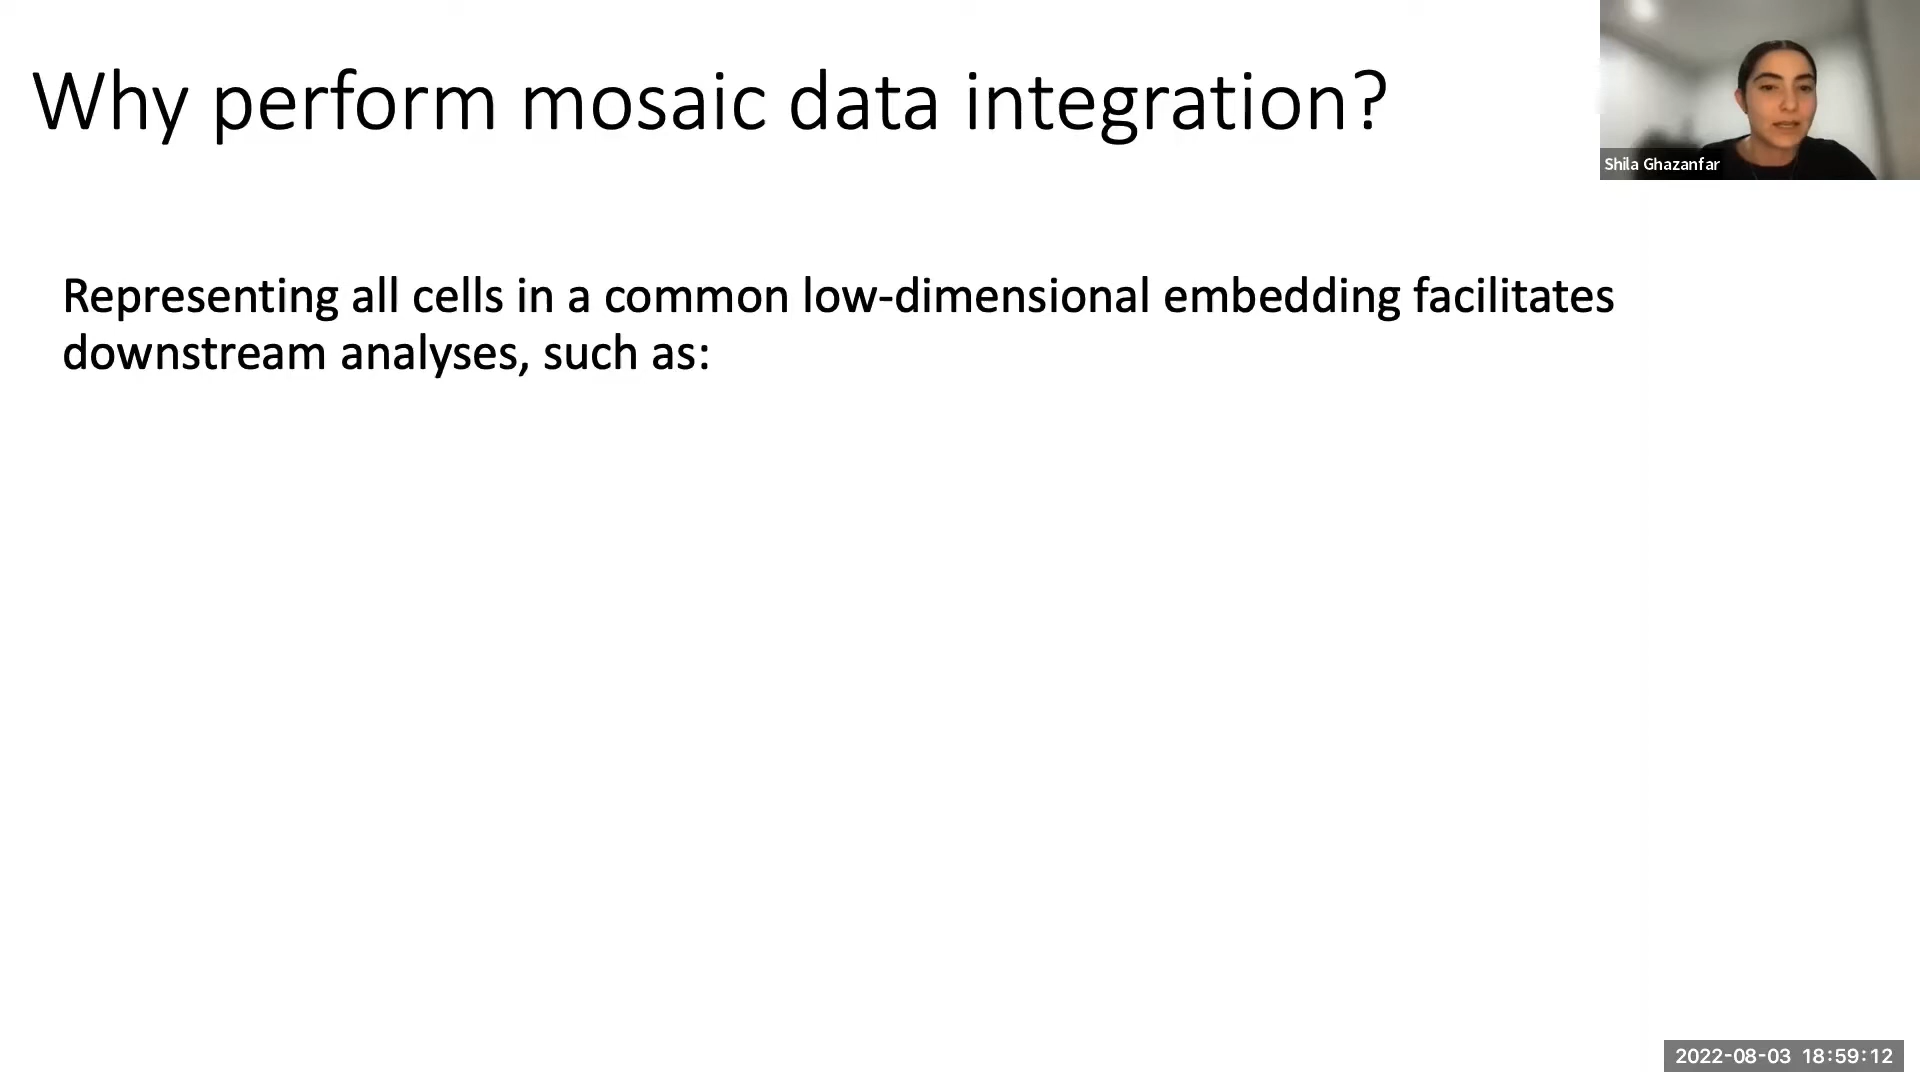 Why perform mosaic data integration?
Shila Ghazanfar
Representing all cells in a common low-dimensional embedding facilitates
downstream analyses, such as:
2022-08-03 18:59:12